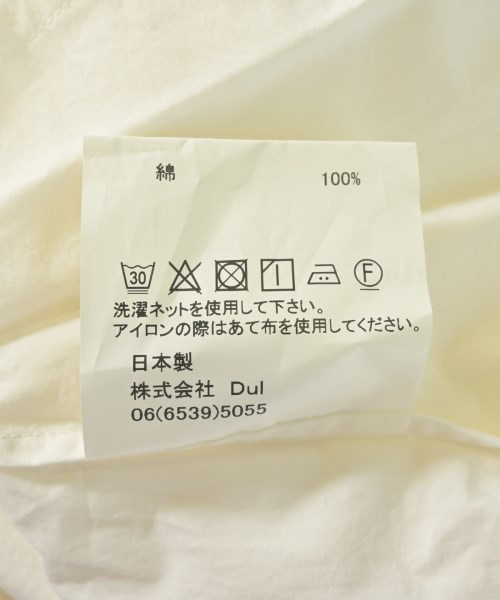 綿 100%
30 F
洗濯ネットを使用して下さい。
アイロンの際はあて布を使用してください。
日本製
株式会社 Dul
06(6539)5055